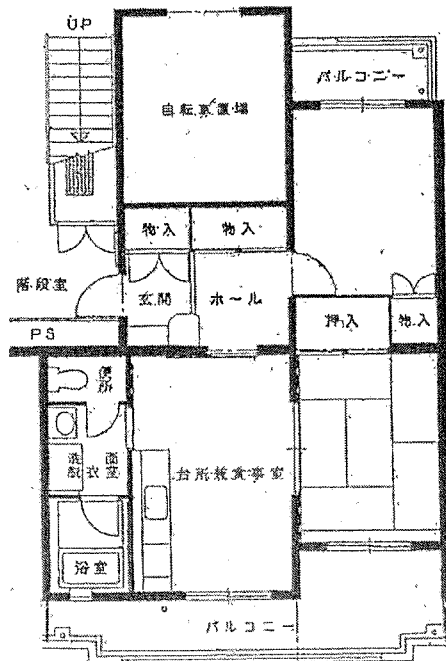 UP
バルコニー
自転車置場
物入
物入
階段室
玄関
ホール
PS
押入
物入
便所
洗面
脱衣室
台所兼食事室
浴室
バルコニー